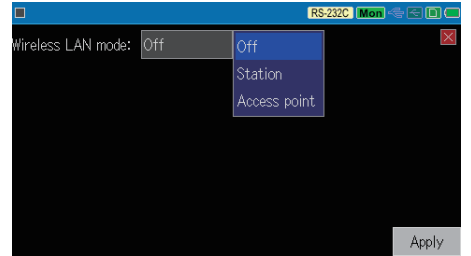 RS-232C Mon
Wireless LAN mode: Off Off
Station
Access point
Apply